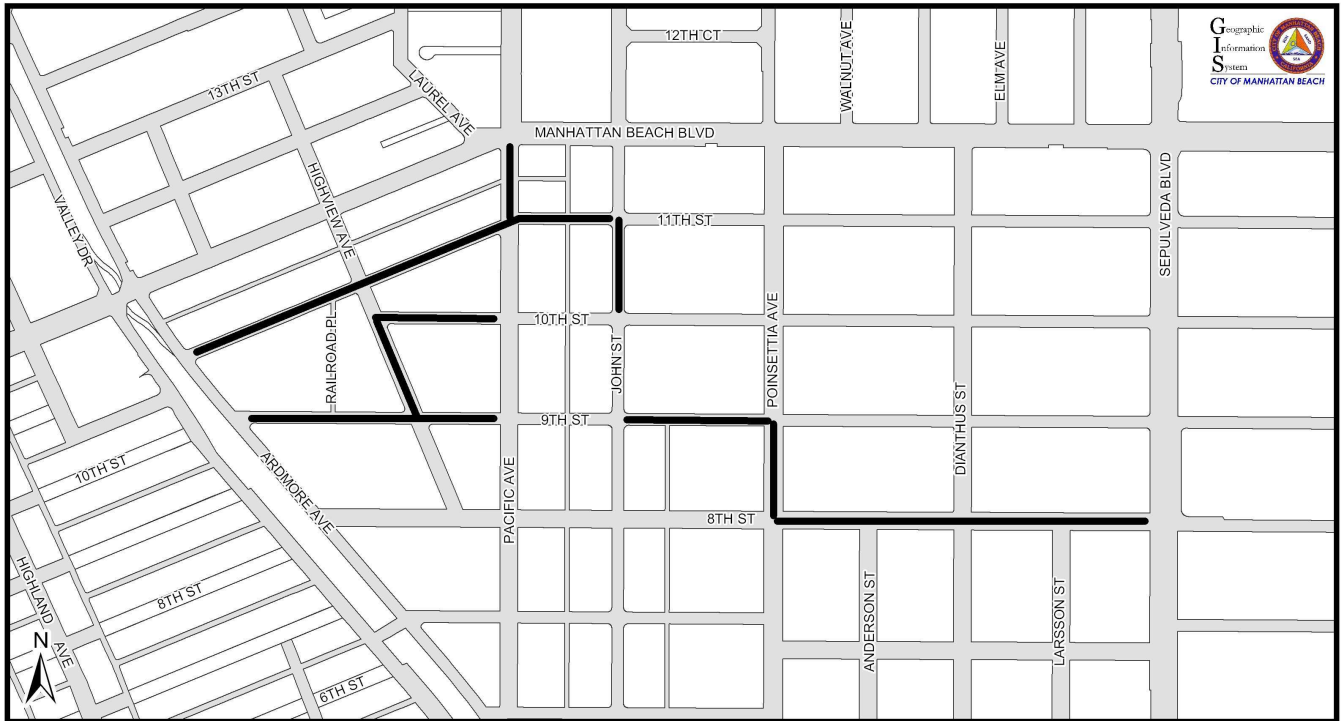 12TH CT
WALNUT AVE
ELM AVE
Geographic
Information
System
CITY OF MANHATTAN BEACH
13TH ST
LAUREL AVE
MANHATTAN BEACH BLVD
SEPULVEDA BLVD
HIGHVIEW AVE
VALLEY DR
11TH ST
10TH ST
RAILROAD PL
JOHN ST
POINSETTIA AVE
9TH ST
DIANTHUS ST
10TH ST
ARDMORE AVE
PACIFIC AVE
8TH ST
HIGHLAND AVE
8TH ST
ANDERSON ST
LARSSON ST
N
6TH ST